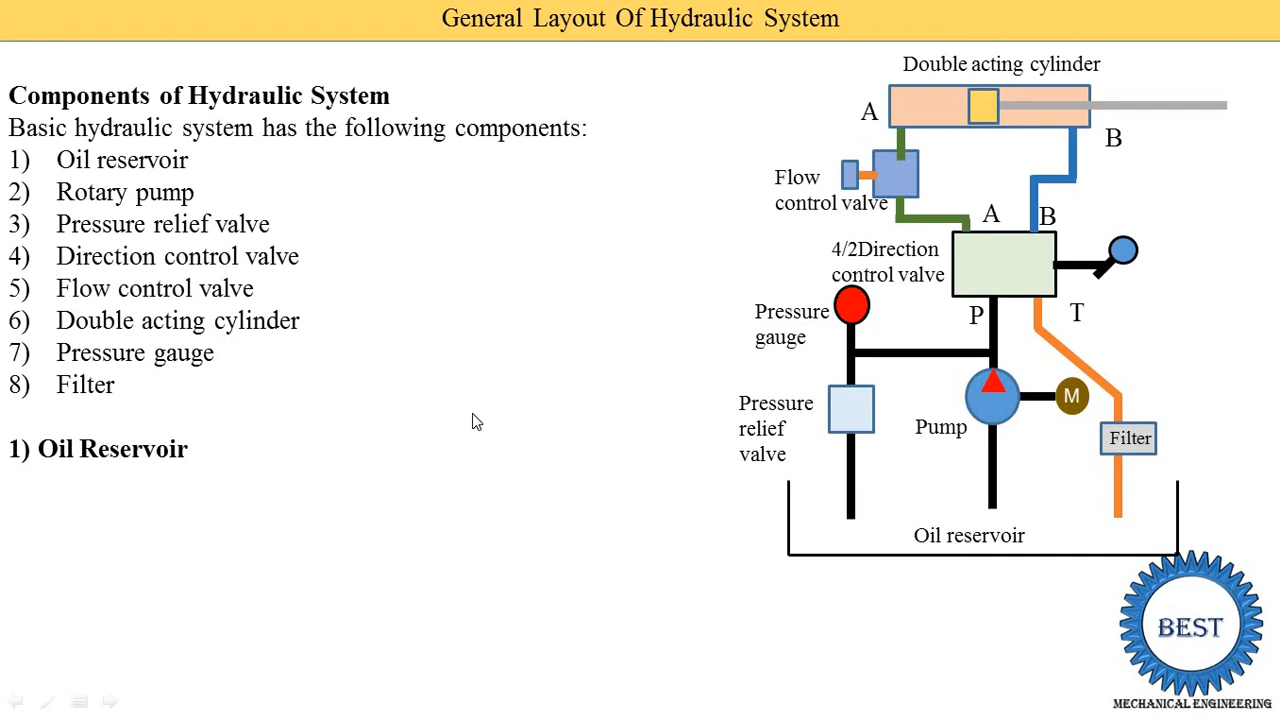 General Layout Of Hydraulic System
Components of Hydraulic System
Basic hydraulic system has the following components:
1) Oil reservoir
2) Rotary pump
3) Pressure relief valve
4) Direction control valve
5) Flow control valve
6) Double acting cylinder
7) Pressure gauge
8) Filter
1) Oil Reservoir
Double acting cylinder
A
B
Flow
control valve
A
B
4/2Direction
control valve
Pressure
gauge
P
T
Pressure
relief
valve
Pump
M
Filter
Oil reservoir
BEST
MECHANICAL ENGINEERING